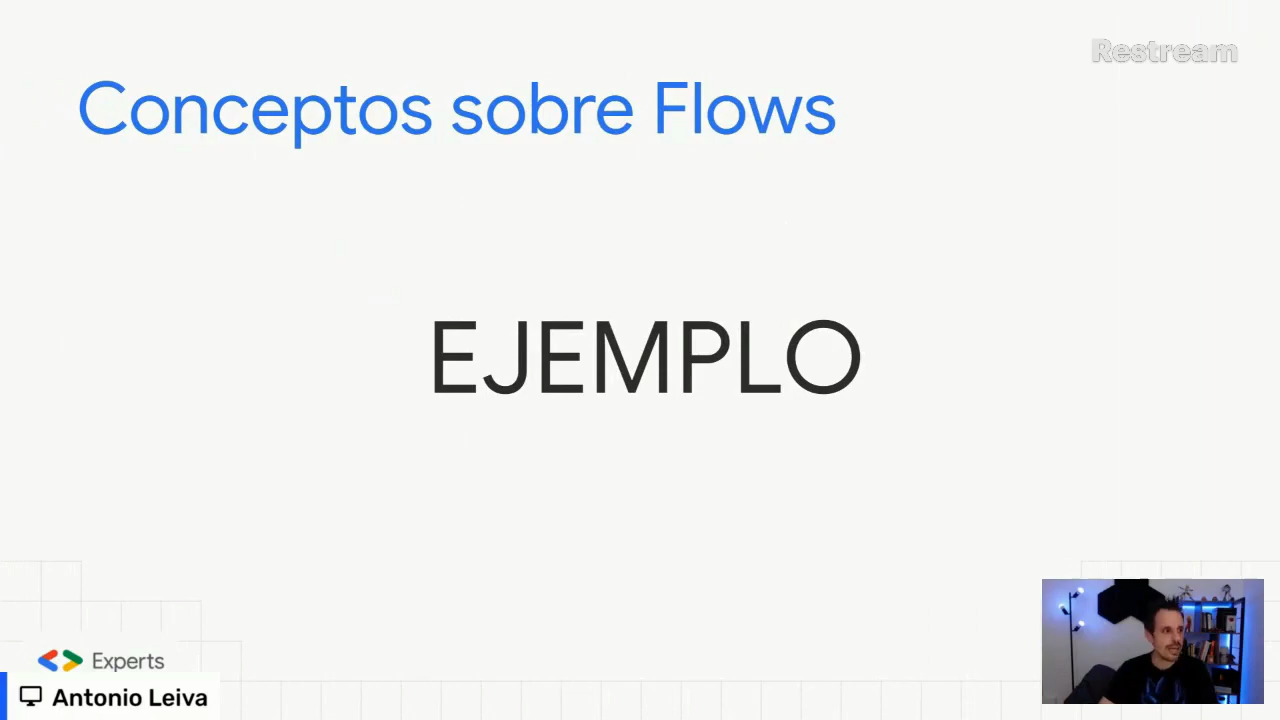 Restream
Conceptos sobre Flows
EJEMPLO
Experts
Antonio Leiva